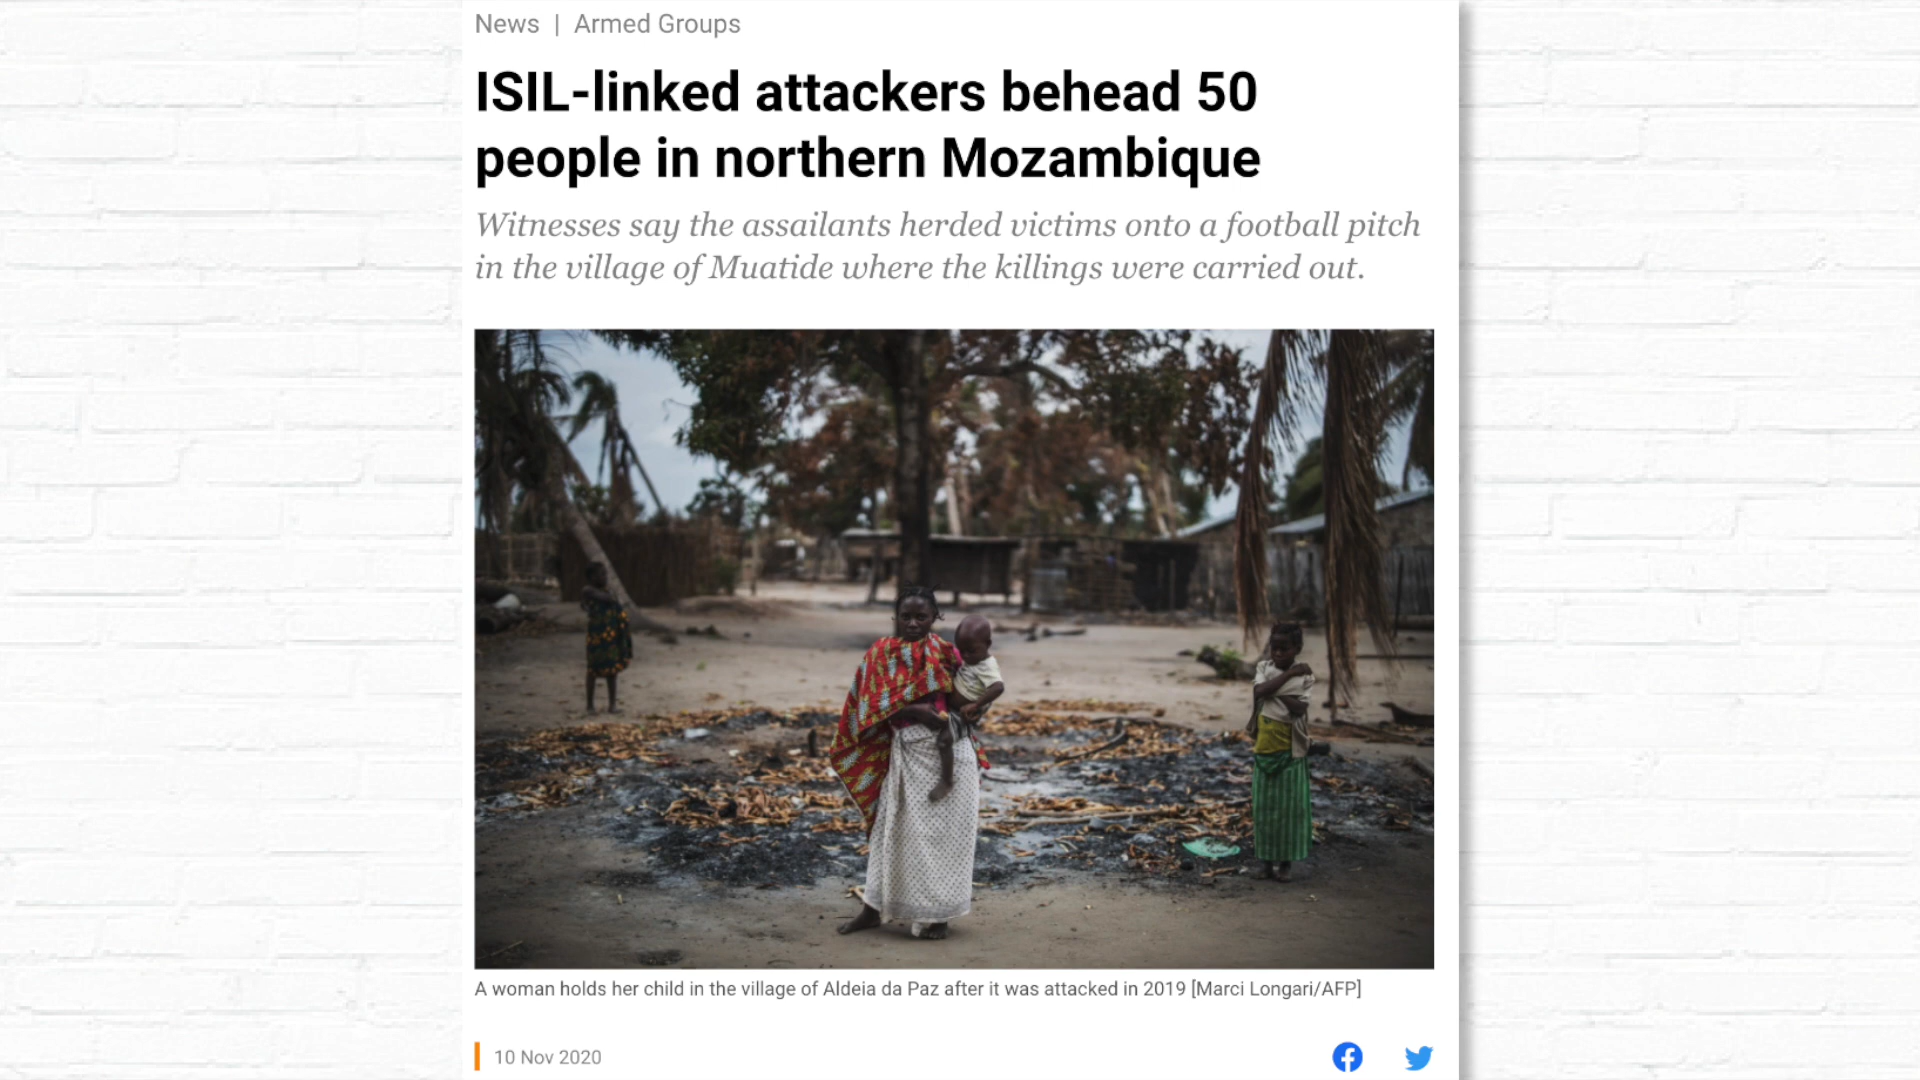 News | Armed Groups
ISIL-linked attackers behead 50
people in northern Mozambique
Witnesses say the assailants herded victims onto a football pitch
in the village of Muatide where the killings were carried out.
A woman holds her child in the village of Aldeia da Paz after it was attacked in 2019 [Marci Longari/AFP]
10 Nov 2020